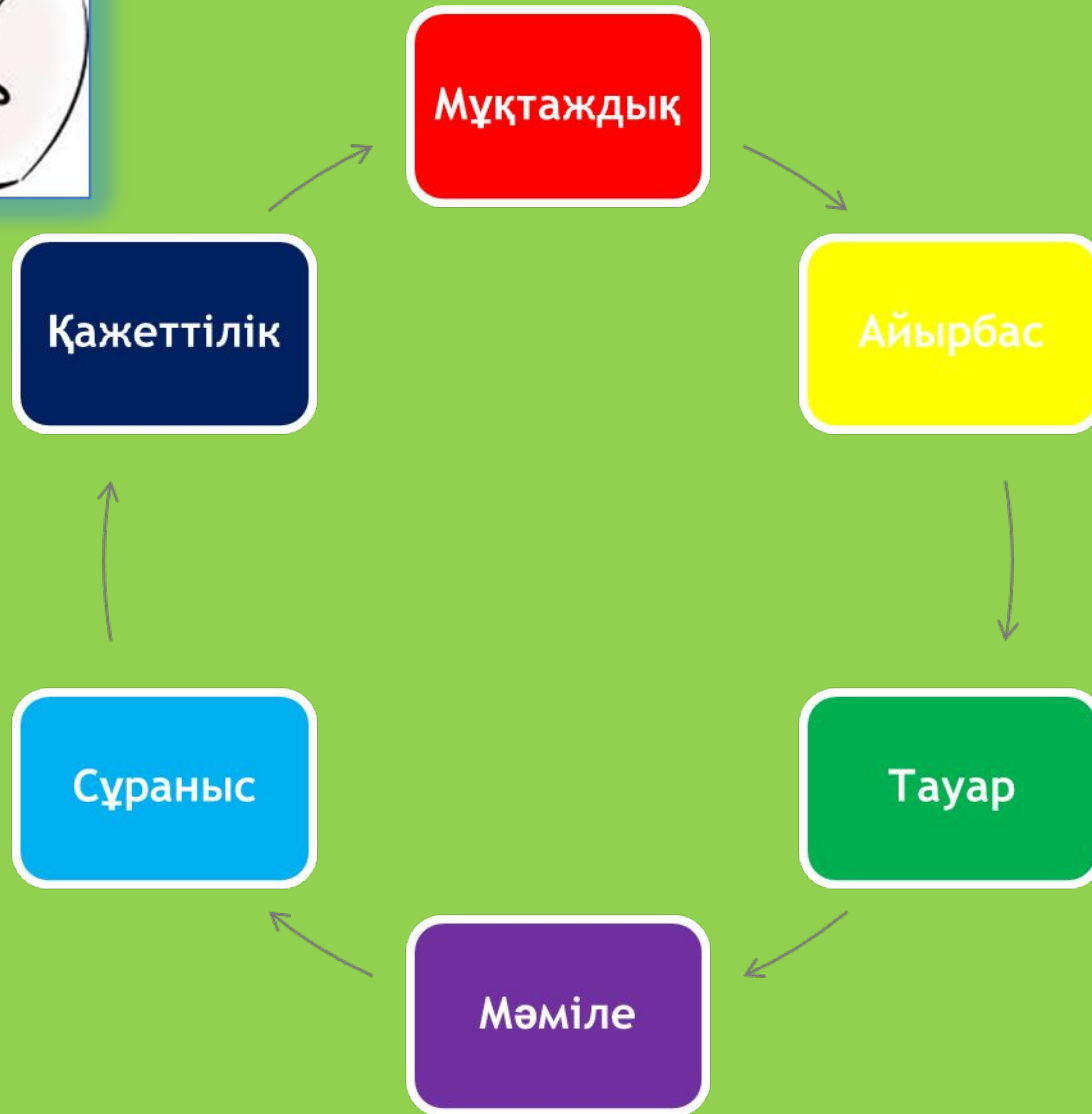 Мұқтаждық
Айырбас
Тауар
Мәміле
Сұраныс
Қажеттілік